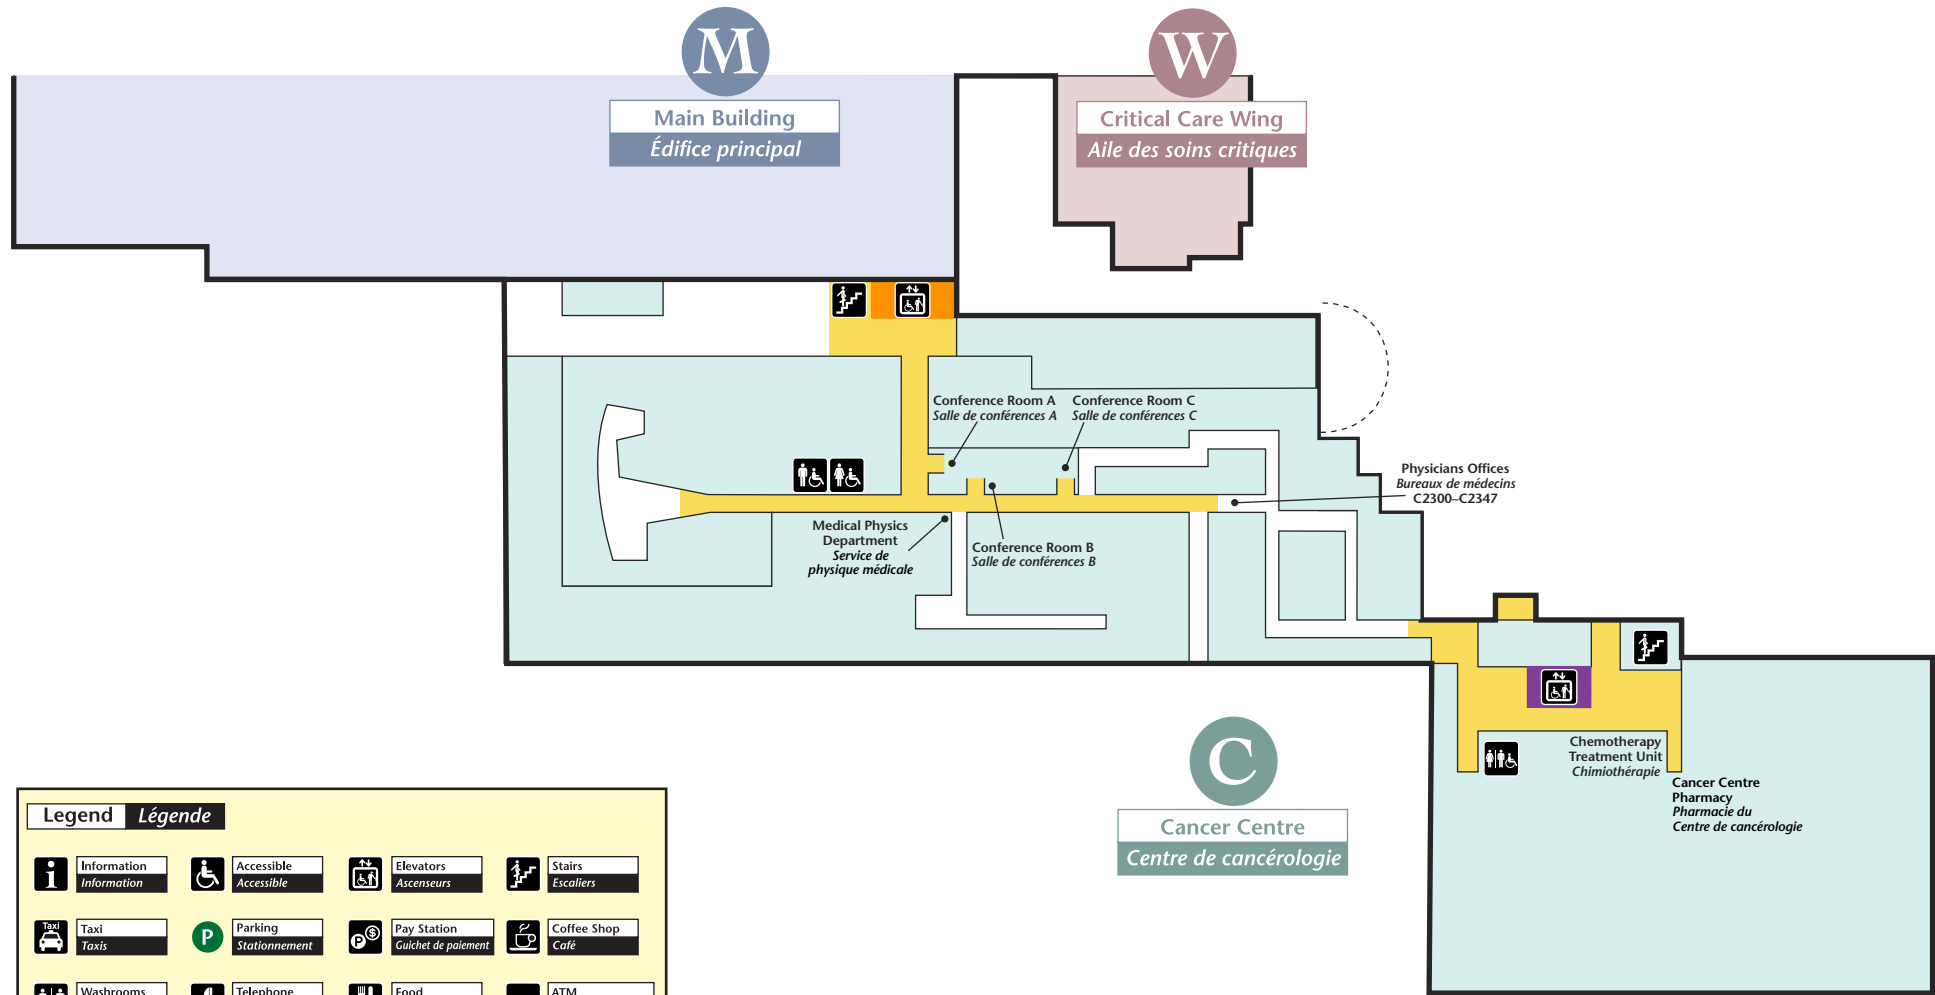 M
Main Building
Édifice principal
W
Critical Care Wing
Aile des soins critiques
Conference Room A
Salle de conférences A
Conference Room C
Salle de conférences C
Physicians Offices
Bureaux de médecins
C2300–C2347
Medical Physics
Department
Service de
physique médicale
Conference Room B
Salle de conférences B
Chemotherapy
Treatment Unit
Chimiothérapie
Cancer Centre
Pharmacy
Pharmacie du
Centre de cancérologie
C
Cancer Centre
Centre de cancérologie
Legend Légende
i
Information
Information
Accessible
Accessible
Elevators
Ascenseurs
Stairs
Escaliers
Taxi
Taxi
Taxis
P
Parking
Stationnement
P $
Pay Station
Guichet de paiement
Coffee Shop
Café
Washrooms
Telephone
Food
ATM